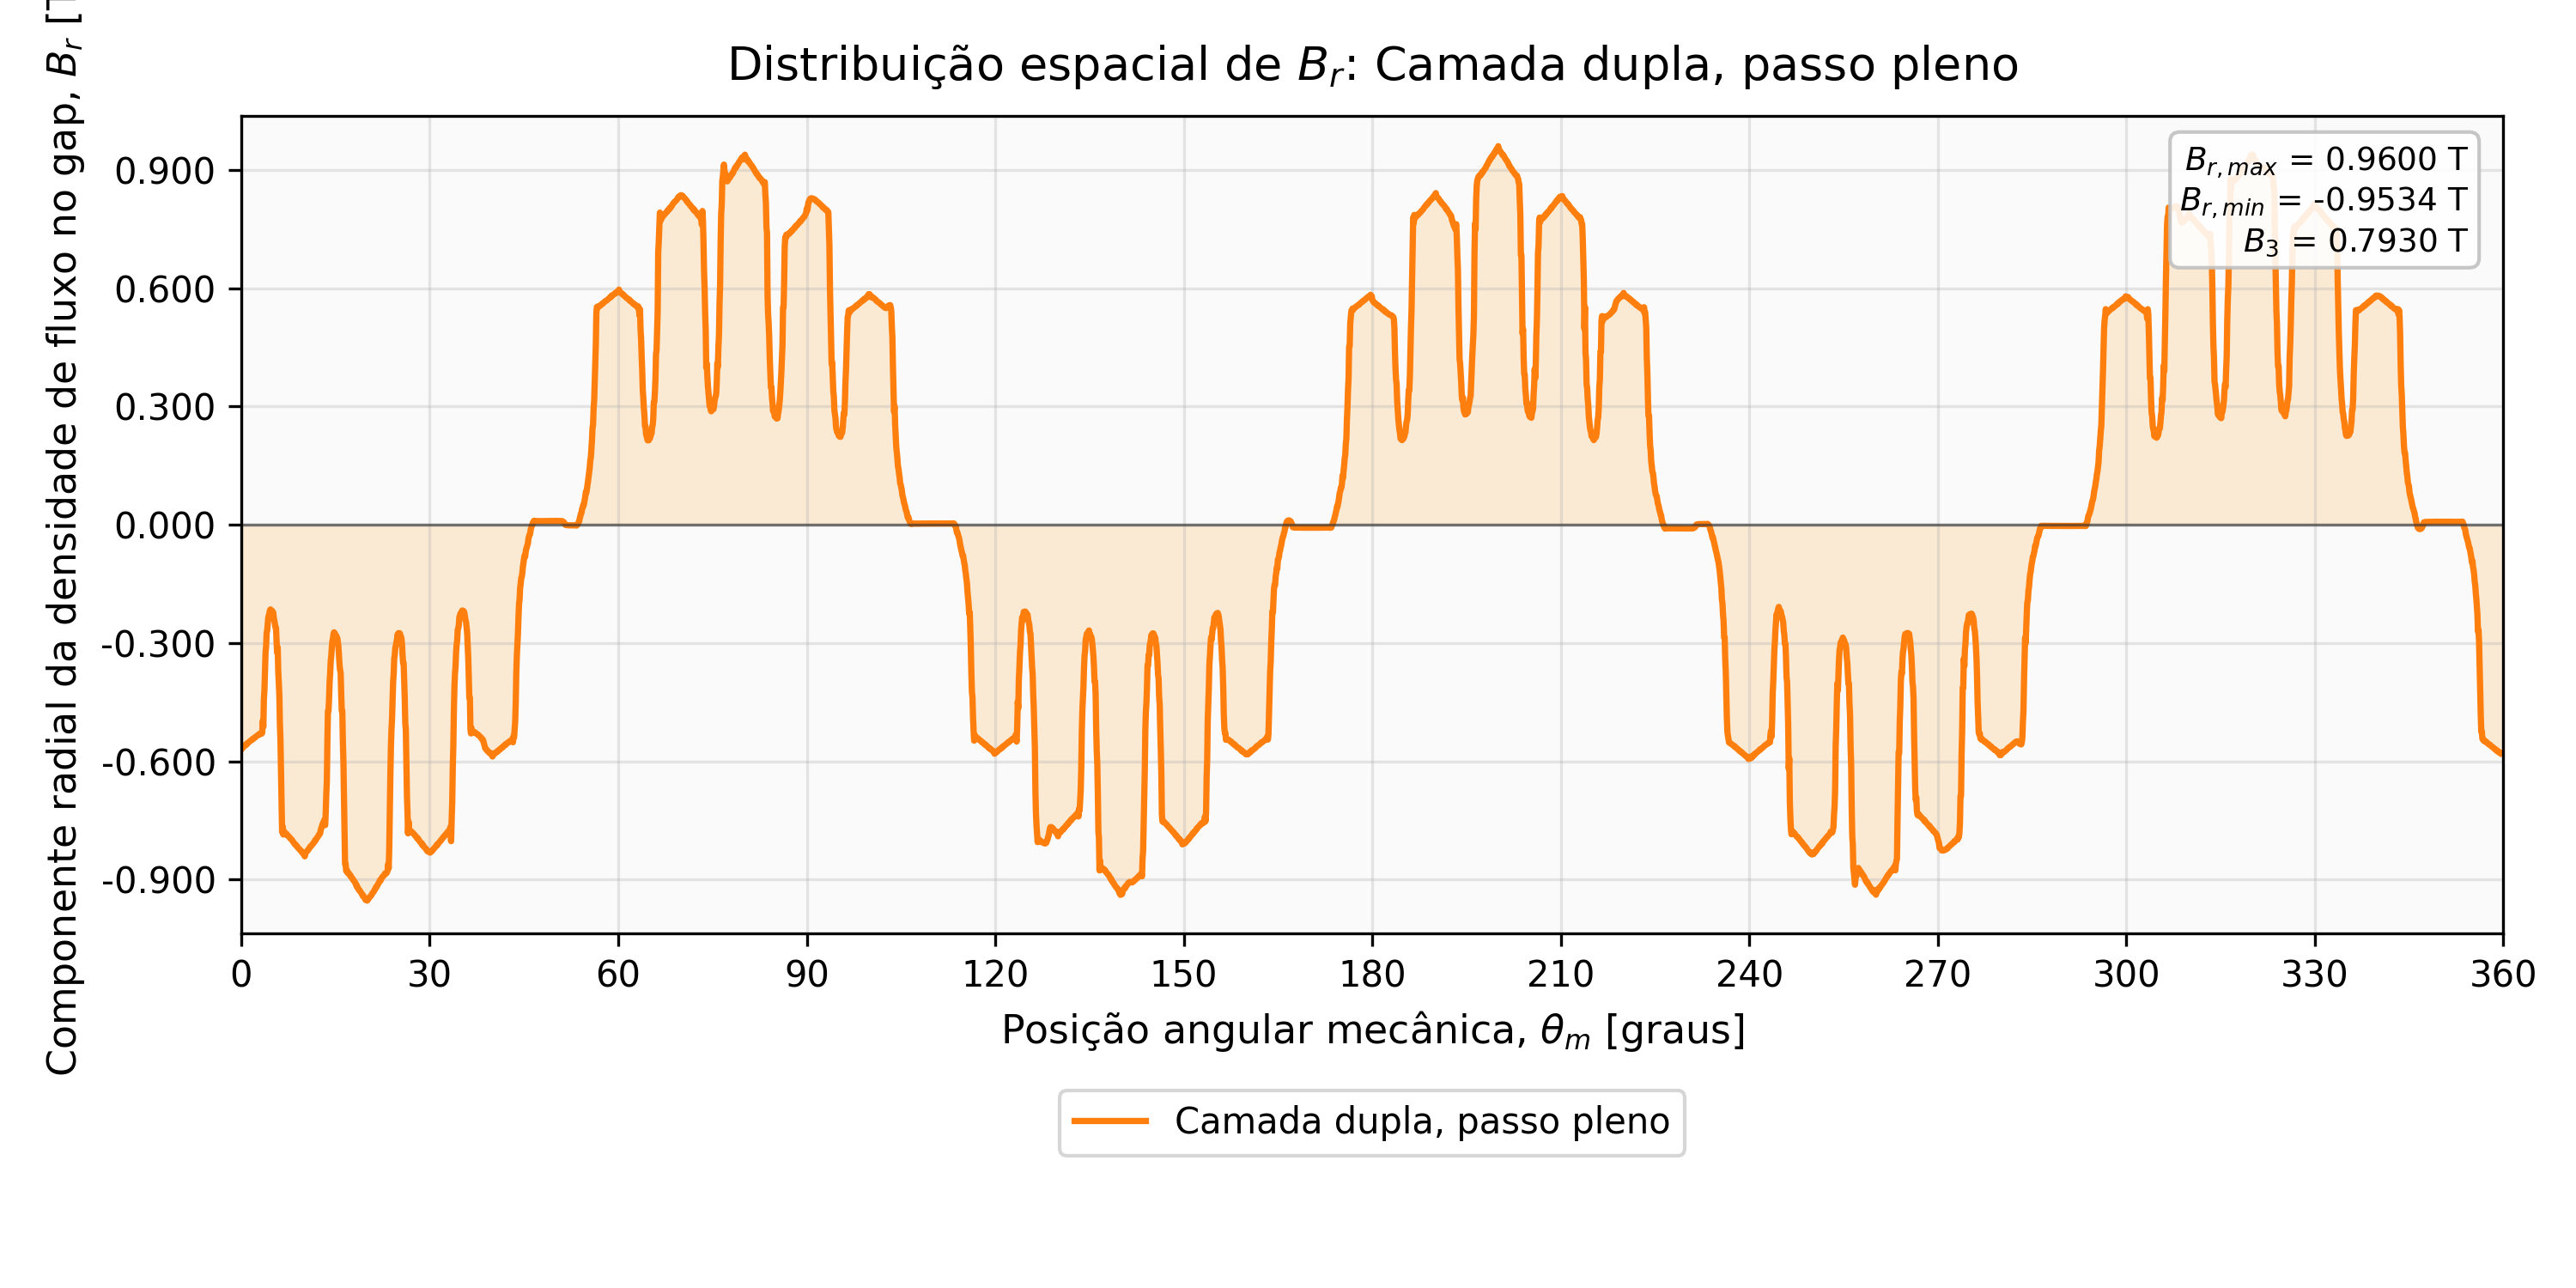 Distribuição espacial de B_r: Camada dupla, passo pleno
Componente radial da densidade de fluxo no gap, B_r [T
0.900
0.600
0.300
0.000
-0.300
-0.600
-0.900
B_{r, max} = 0.9600 T
B_{r, min} = -0.9534 T
B_3 = 0.7930 T
0 30 60 90 120 150 180 210 240 270 300 330 360
Posição angular mecânica, θ_m [graus]
Camada dupla, passo pleno